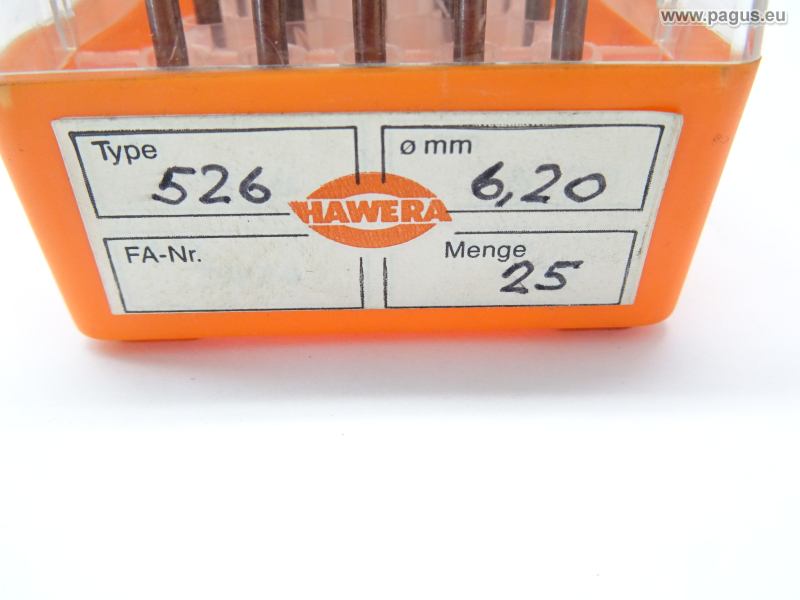 www.pagus.eu
Type 526
ø mm 6,20
HAWERA
FA-Nr.
Menge 25